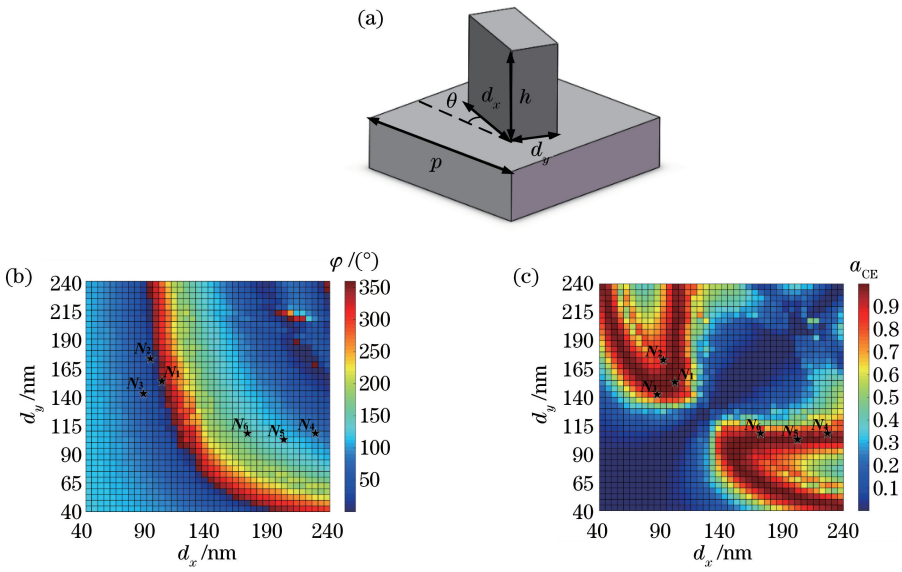 (a)
θ
d_x
h
d_y
p
(b)
φ /(°)
240
215
190
165
140
115
90
65
40
d_y /nm
N_2
N_1
N_3
N_6
N_5
N_4
40 90 140 190 240
d_x /nm
350
300
250
200
150
100
50
(c)
a_CE
240
215
190
165
140
115
90
65
40
d_y /nm
N_2
N_1
N_3
N_6
N_5
N_4
40 90 140 190 240
d_x /nm
0.9
0.8
0.7
0.6
0.5
0.4
0.3
0.2
0.1